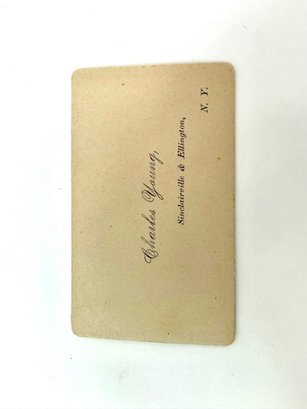 Charles Young,
Sinclairville & Ellington,
N. Y.